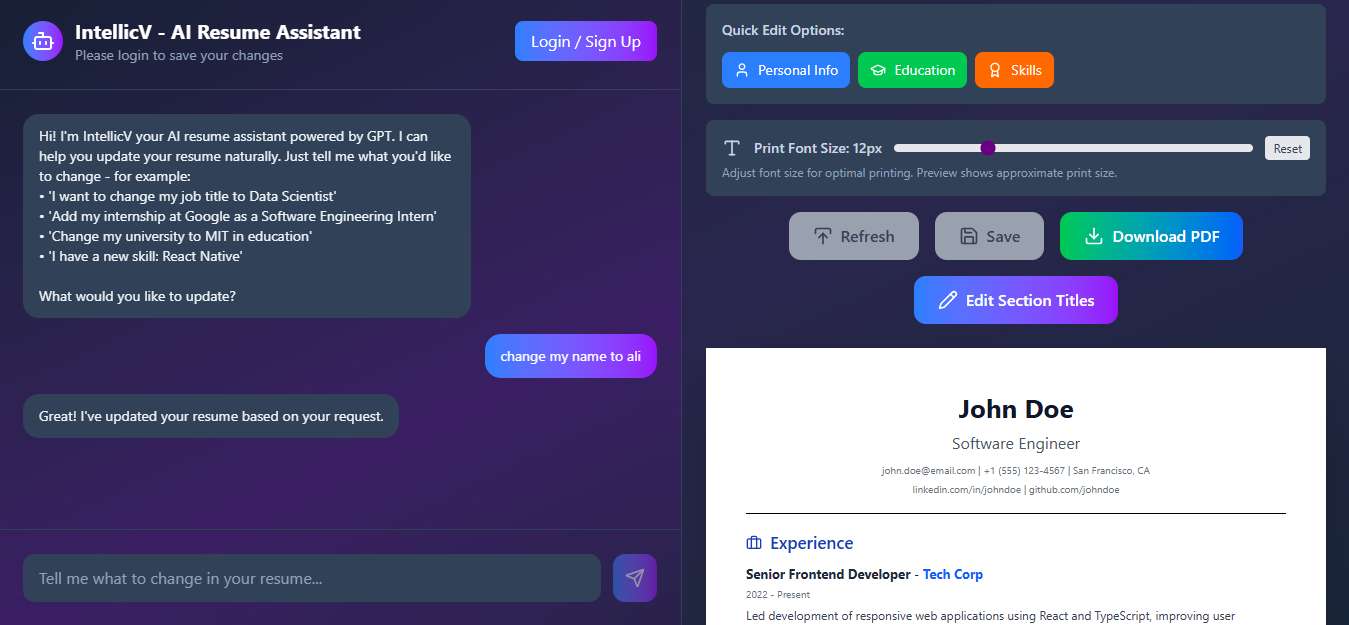 IntellicV - AI Resume Assistant
Please login to save your changes
Login / Sign Up
Hi! I'm IntellicV your AI resume assistant powered by GPT. I can
help you update your resume naturally. Just tell me what you'd like
to change - for example:
• 'I want to change my job title to Data Scientist'
• 'Add my internship at Google as a Software Engineering Intern'
• 'Change my university to MIT in education'
• 'I have a new skill: React Native'
What would you like to update?
change my name to ali
Great! I've updated your resume based on your request.
Tell me what to change in your resume...
Quick Edit Options:
Personal Info
Education
Skills
Print Font Size: 12px
Reset
Adjust font size for optimal printing. Preview shows approximate print size.
Refresh
Save
Download PDF
Edit Section Titles
John Doe
Software Engineer
john.doe@email.com | +1 (555) 123-4567 | San Francisco, CA
linkedin.com/in/johndoe | github.com/johndoe
Experience
Senior Frontend Developer - Tech Corp
2022 - Present
Led development of responsive web applications using React and TypeScript, improving user